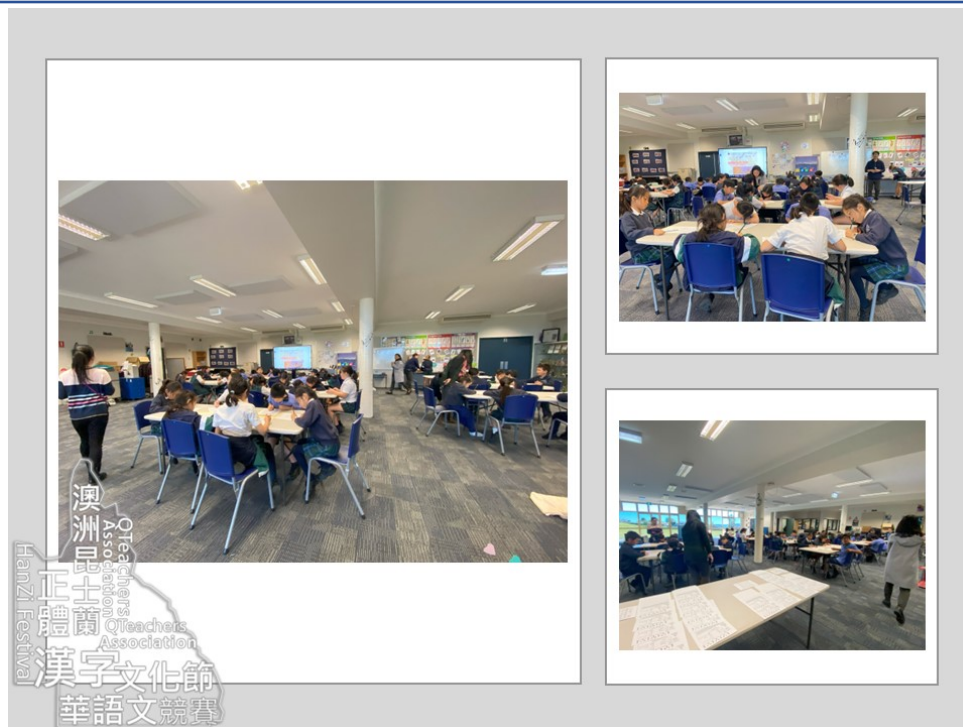 澳洲昆士蘭
QTeachers
Association
QTeachers
Association
HanZi Festival
正體
漢字文化節
華語文競賽